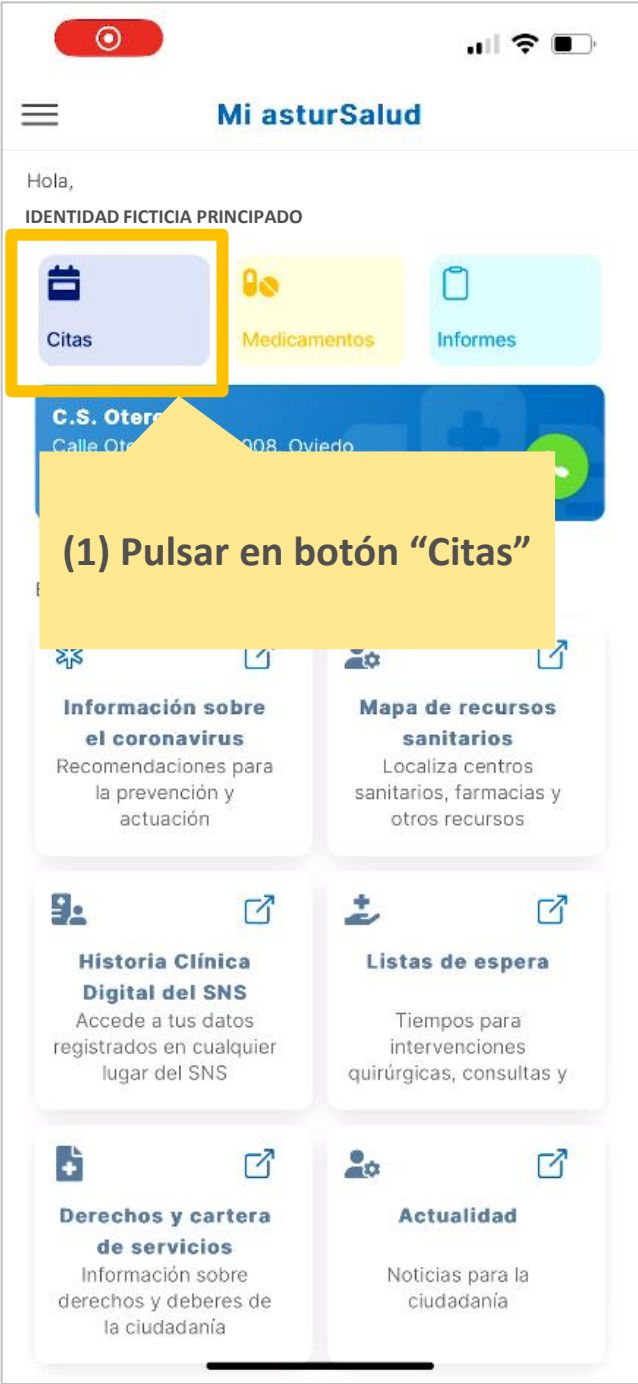 Mi asturSalud
Hola,
IDENTIDAD FICTICIA PRINCIPADO
Citas
Medicamentos
Informes
C.S. Otero
Calle Ote
008, Oviedo
(1) Pulsar en botón “Citas”
Información sobre
el coronavirus
Recomendaciones para
la prevención y
actuación
Mapa de recursos
sanitarios
Localiza centros
sanitarios, farmacias y
otros recursos
Historia Clínica
Digital del SNS
Accede a tus datos
registrados en cualquier
lugar del SNS
Listas de espera
Tiempos para
intervenciones
quirúrgicas, consultas y
Derechos y cartera
de servicios
Información sobre
derechos y deberes de
la ciudadanía
Actualidad
Noticias para la
ciudadanía